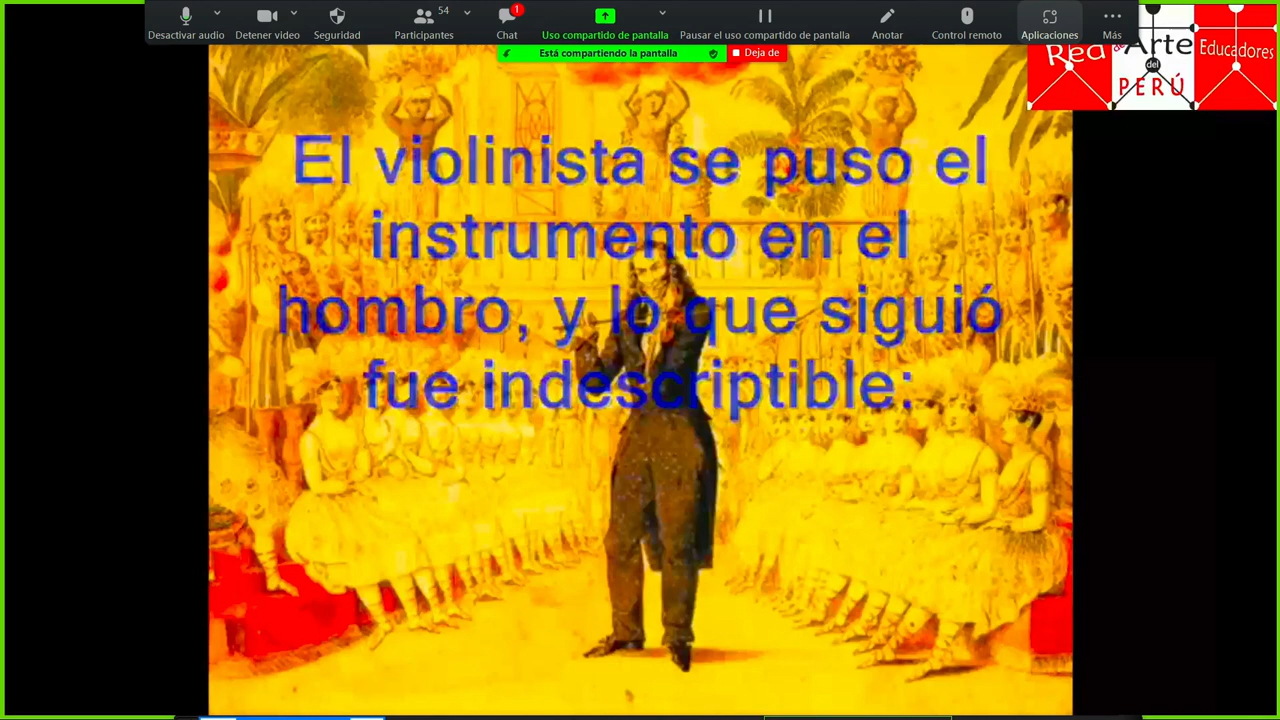 54
1
Desactivar audio
Detener video
Seguridad
Participantes
Chat
Uso compartido de pantalla
Pausar el uso compartido de pantalla
Anotar
Control remoto
Aplicaciones
Más
Está compartiendo la pantalla
Deja de
Red de Arte Educadores
del
PERÚ
El violinista se puso el
instrumento en el
hombro, y lo que siguió
fue indescriptible: